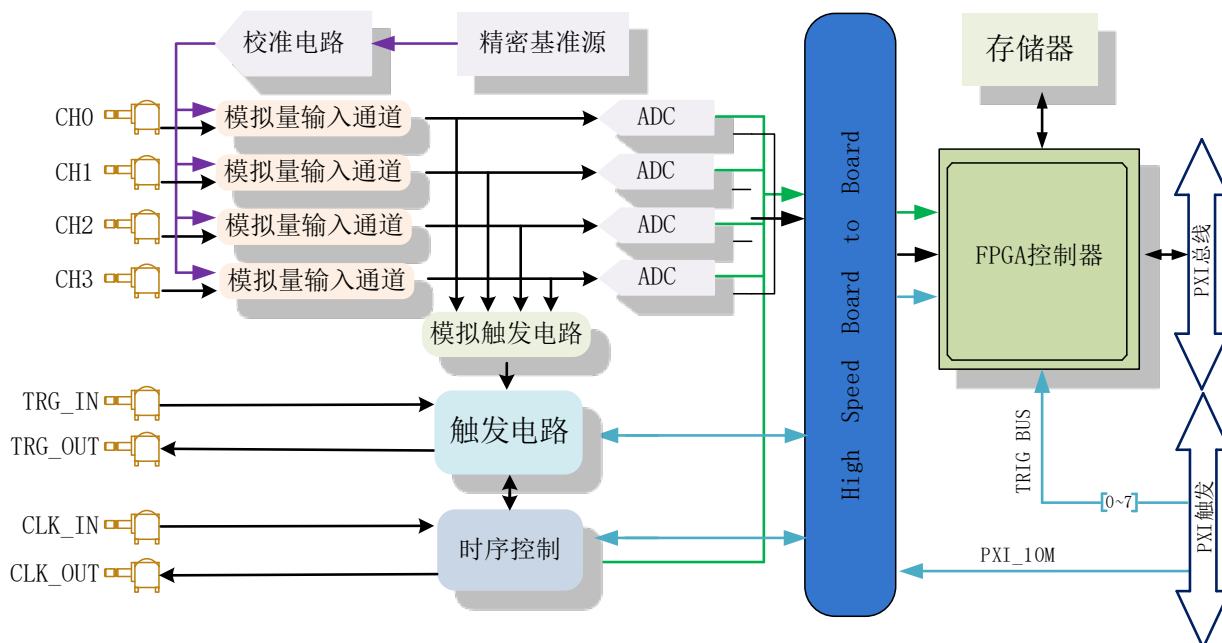 校准电路
精密基准源
存储器
CH0
模拟量输入通道
ADC
CH1
模拟量输入通道
ADC
CH2
模拟量输入通道
ADC
CH3
模拟量输入通道
ADC
High Speed Board to Board
FPGA控制器
PXI总线
模拟触发电路
TRG_IN
TRG_OUT
触发电路
TRIG BUS
[0~7]
PXI触发
CLK_IN
CLK_OUT
时序控制
PXI_10M